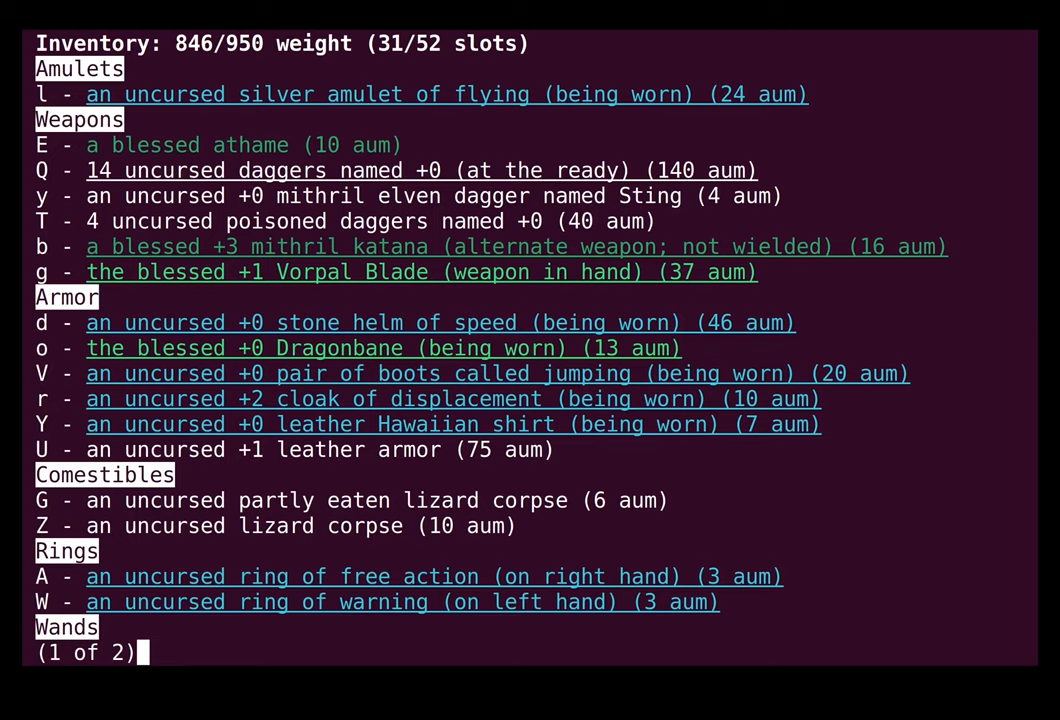 Inventory: 846/950 weight (31/52 slots)
Amulets
l - an uncursed silver amulet of flying (being worn) (24 aum)
Weapons
E - a blessed athame (10 aum)
Q - 14 uncursed daggers named +0 (at the ready) (140 aum)
y - an uncursed +0 mithril elven dagger named Sting (4 aum)
T - 4 uncursed poisoned daggers named +0 (40 aum)
b - a blessed +3 mithril katana (alternate weapon; not wielded) (16 aum)
g - the blessed +1 Vorpal Blade (weapon in hand) (37 aum)
Armor
d - an uncursed +0 stone helm of speed (being worn) (46 aum)
o - the blessed +0 Dragonbane (being worn) (13 aum)
V - an uncursed +0 pair of boots called jumping (being worn) (20 aum)
r - an uncursed +2 cloak of displacement (being worn) (10 aum)
Y - an uncursed +0 leather Hawaiian shirt (being worn) (7 aum)
U - an uncursed +1 leather armor (75 aum)
Comestibles
G - an uncursed partly eaten lizard corpse (6 aum)
Z - an uncursed lizard corpse (10 aum)
Rings
A - an uncursed ring of free action (on right hand) (3 aum)
W - an uncursed ring of warning (on left hand) (3 aum)
Wands
(1 of 2)